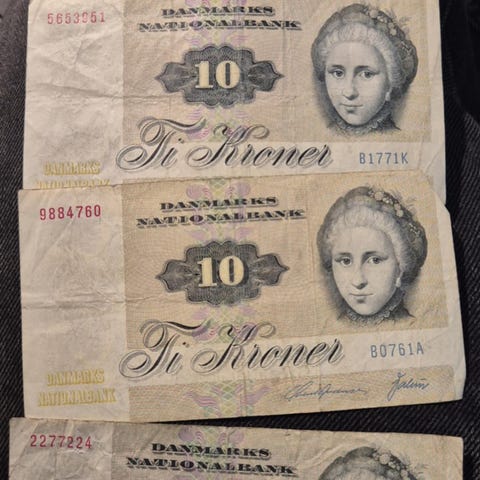 5653951
DANMARKS
NATIONALBANK
10
Ti Kroner
B1771K
DANMARKS
NATIONALBANK
9884760
DANMARKS
NATIONALBANK
10
Ti Kroner
B0761A
DANMARKS
NATIONALBANK
2277224
DANMARKS
NATIONALBANK
10